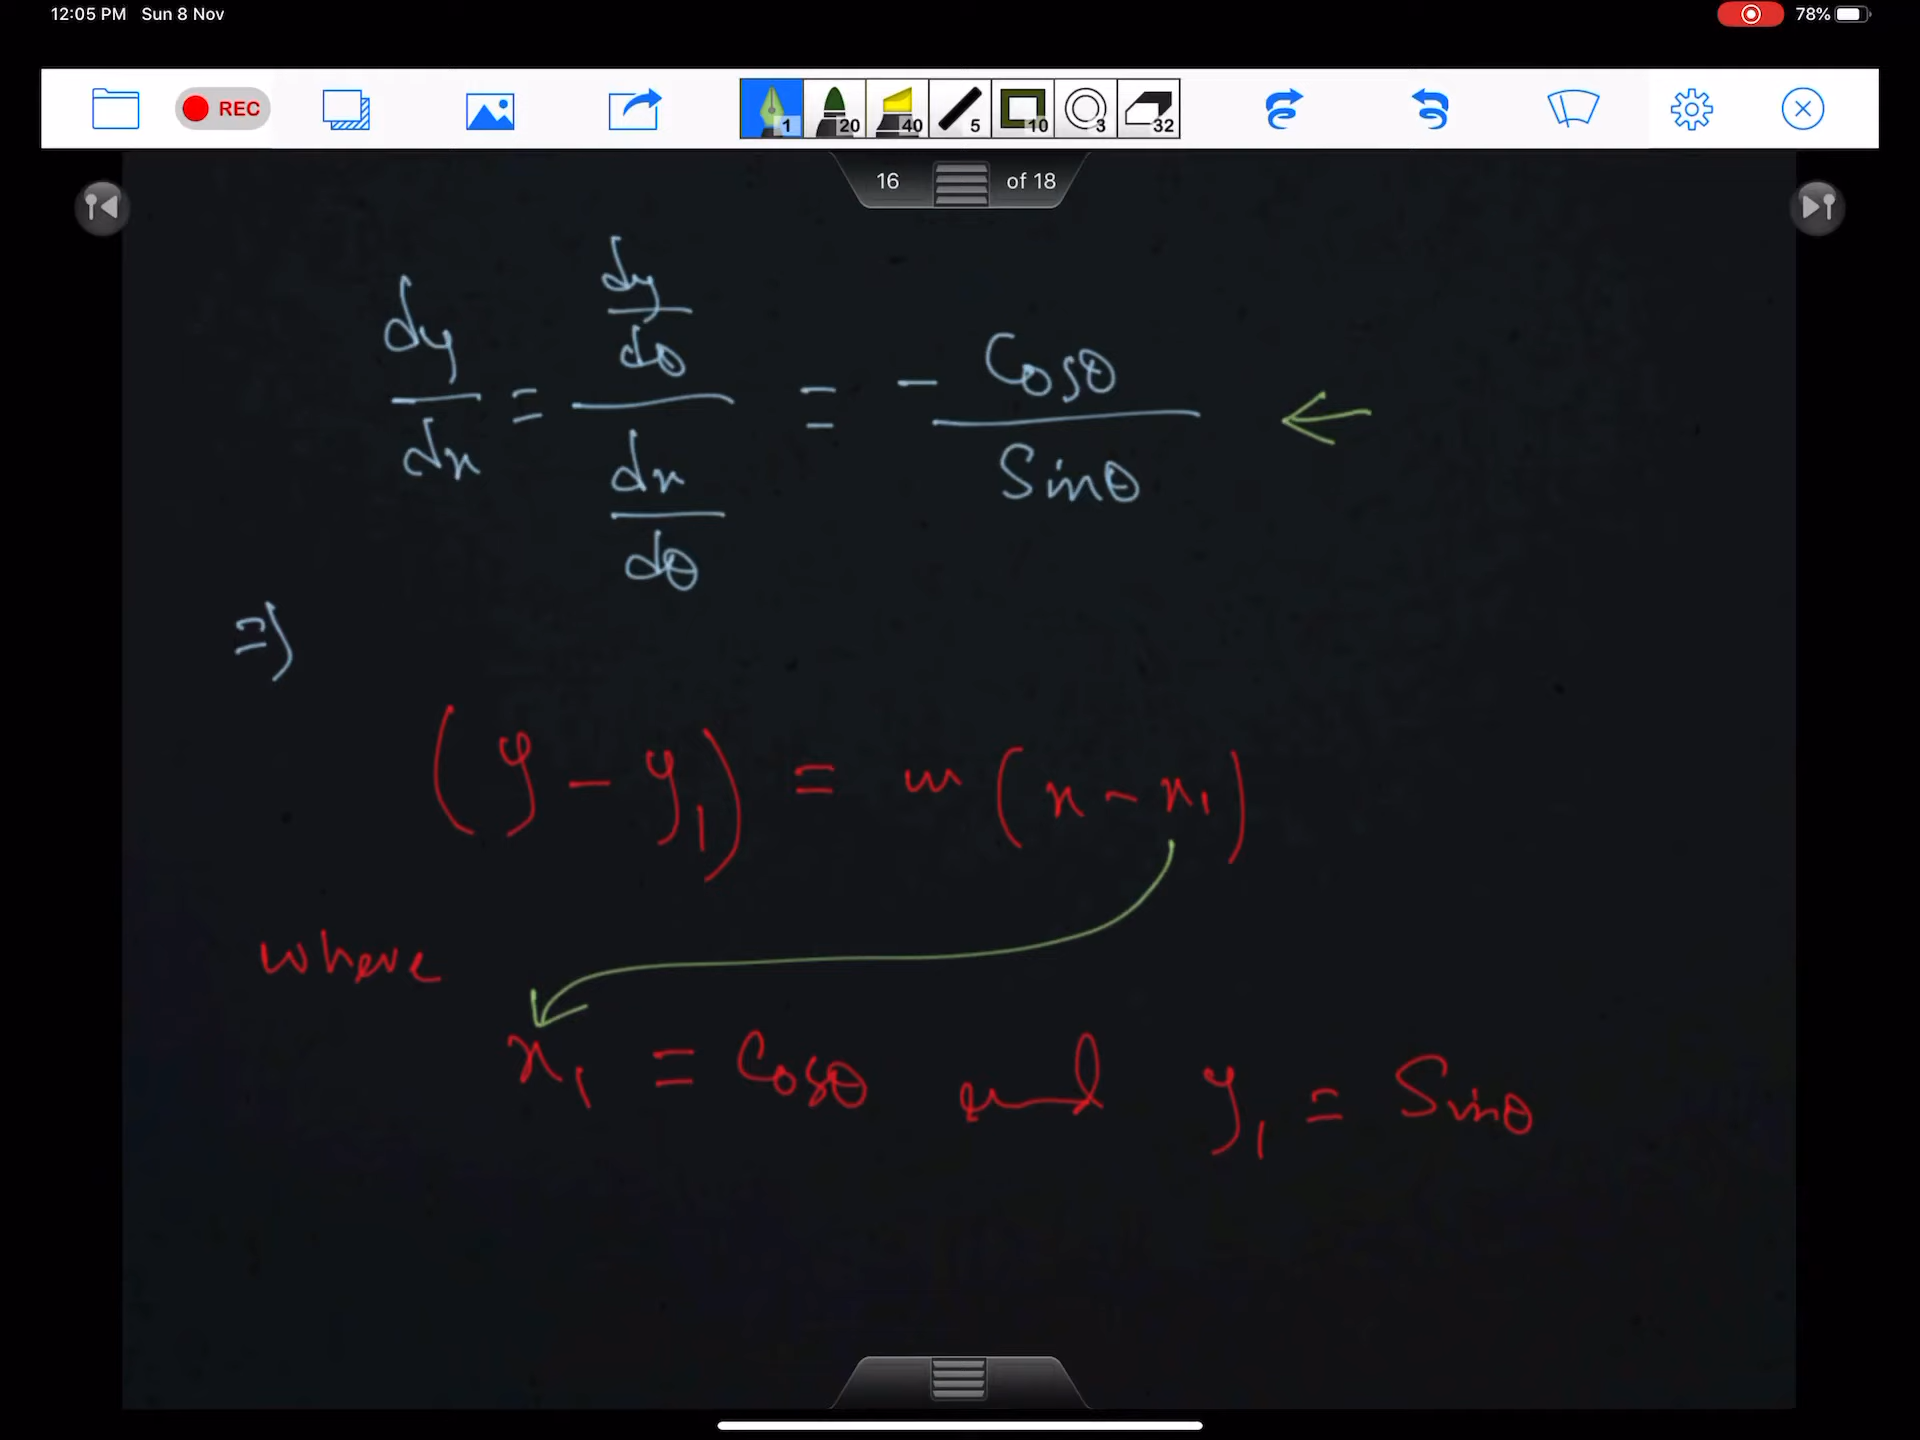 12:05 PM Sun 8 Nov 78%
REC 1 20 40 5 10 3 32
16 of 18
dy/dx = (dy/dθ)/(dx/dθ) = - Cosθ/Sinθ ←
⇒
(y - y₁) = m (x - x₁)
where
x₁ = Cosθ and y₁ = Sinθ